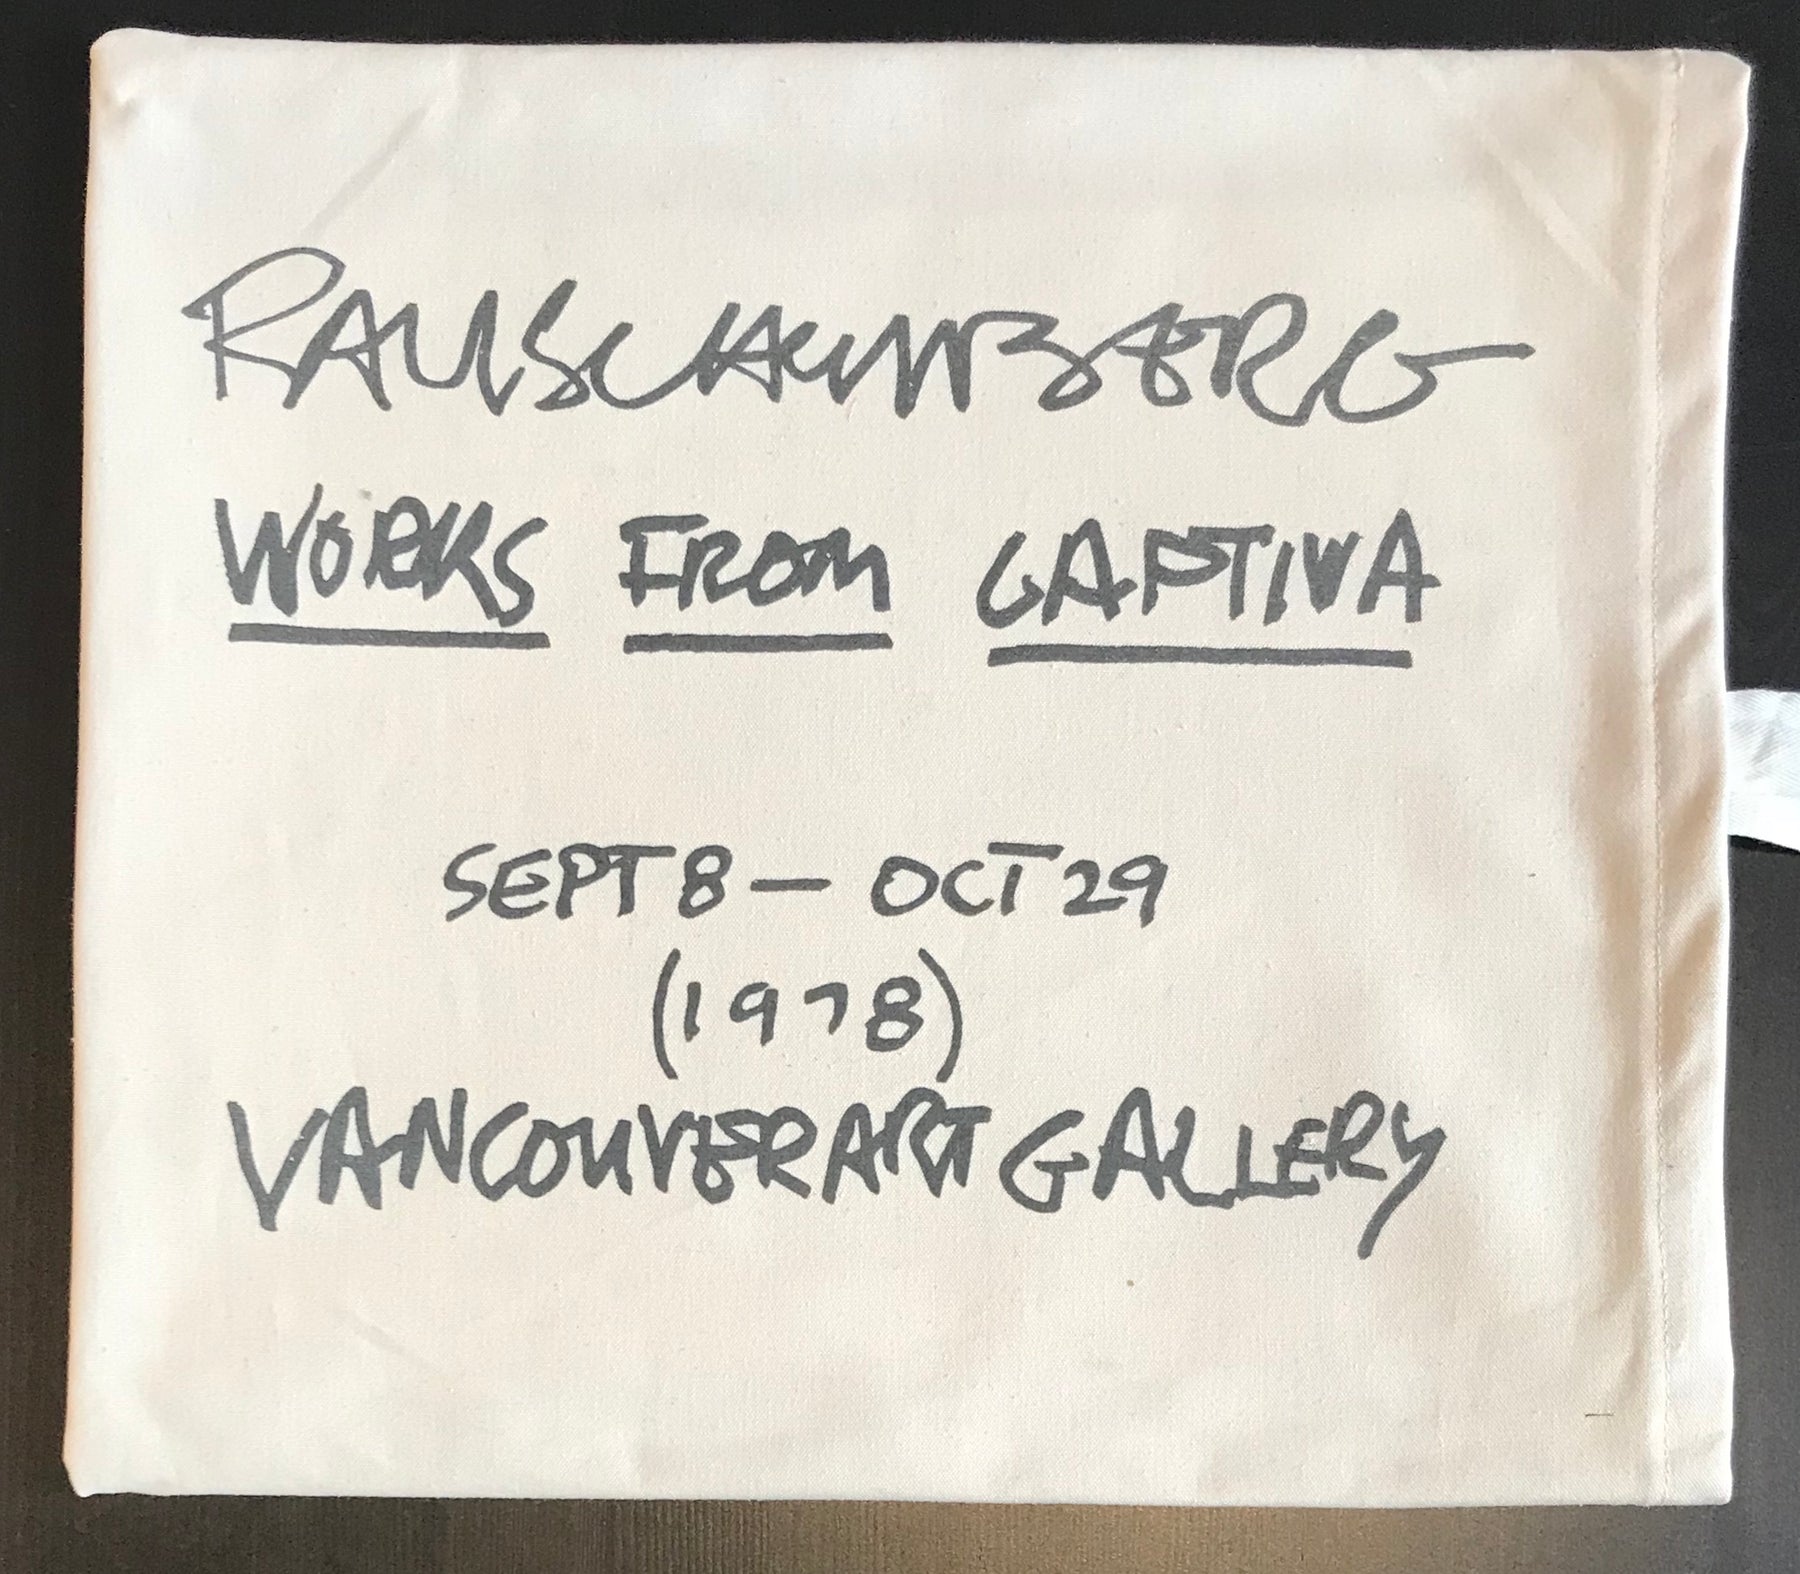 RAUSCHENBERG
WORKS FROM CAPTIVA
SEPT 8 — OCT 29
(1978)
VANCOUVER ART GALLERY